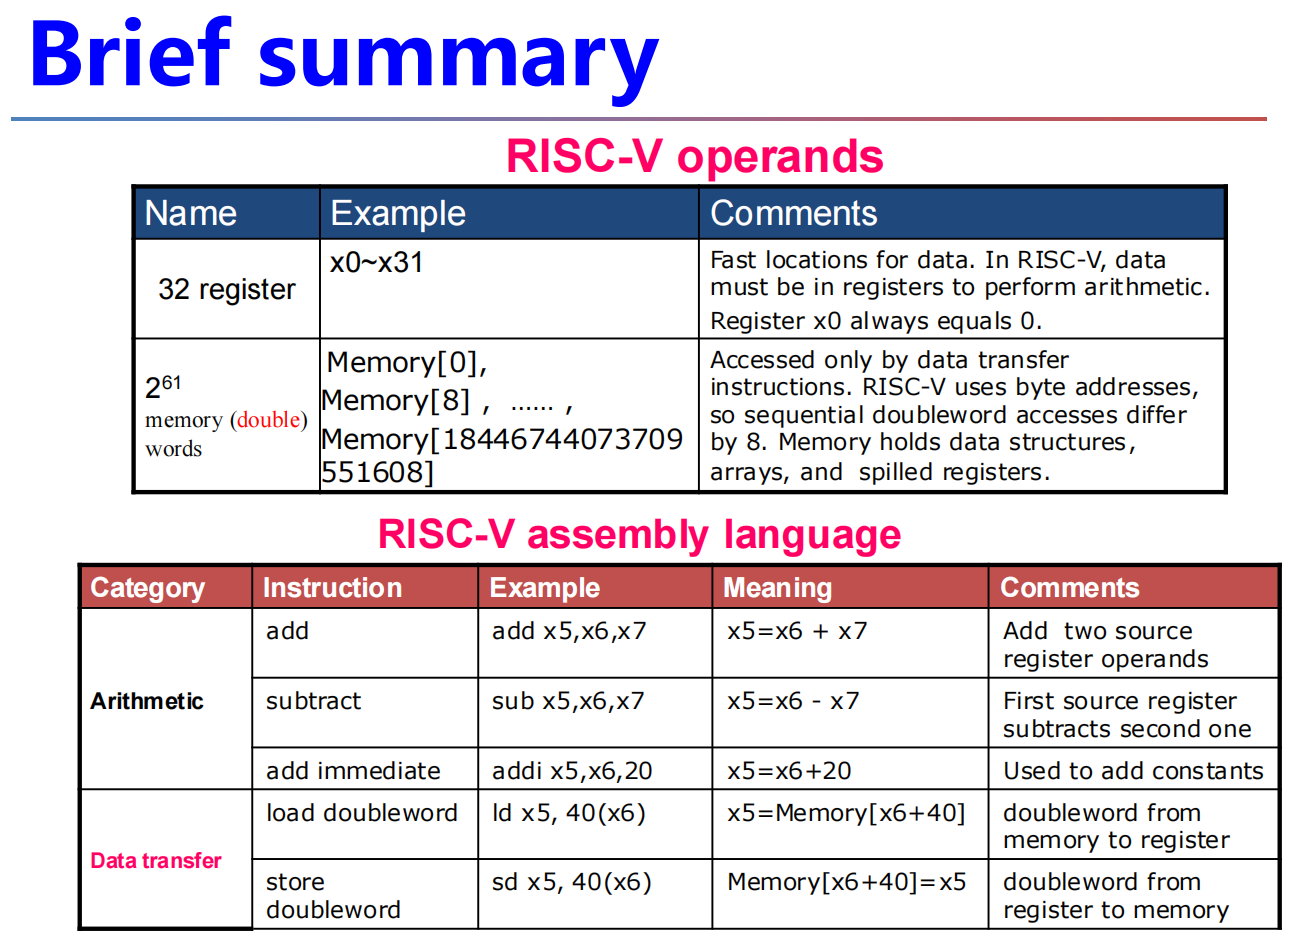 Brief summary
RISC-V operands
Name Example Comments
32 register
x0~x31
Fast locations for data. In RISC-V, data
must be in registers to perform arithmetic.
Register x0 always equals 0.
2^61
memory (double)
words
Memory[0],
Memory[8] , ...... ,
Memory[18446744073709
551608]
Accessed only by data transfer
instructions. RISC-V uses byte addresses,
so sequential doubleword accesses differ
by 8. Memory holds data structures,
arrays, and spilled registers.
RISC-V assembly language
Category Instruction Example Meaning Comments
Arithmetic
add
add x5,x6,x7
x5=x6 + x7
Add two source
register operands
subtract
sub x5,x6,x7
x5=x6 - x7
First source register
subtracts second one
add immediate
addi x5,x6,20
x5=x6+20
Used to add constants
Data transfer
load doubleword
ld x5, 40(x6)
x5=Memory[x6+40]
doubleword from
memory to register
store
doubleword
sd x5, 40(x6)
Memory[x6+40]=x5
doubleword from
register to memory